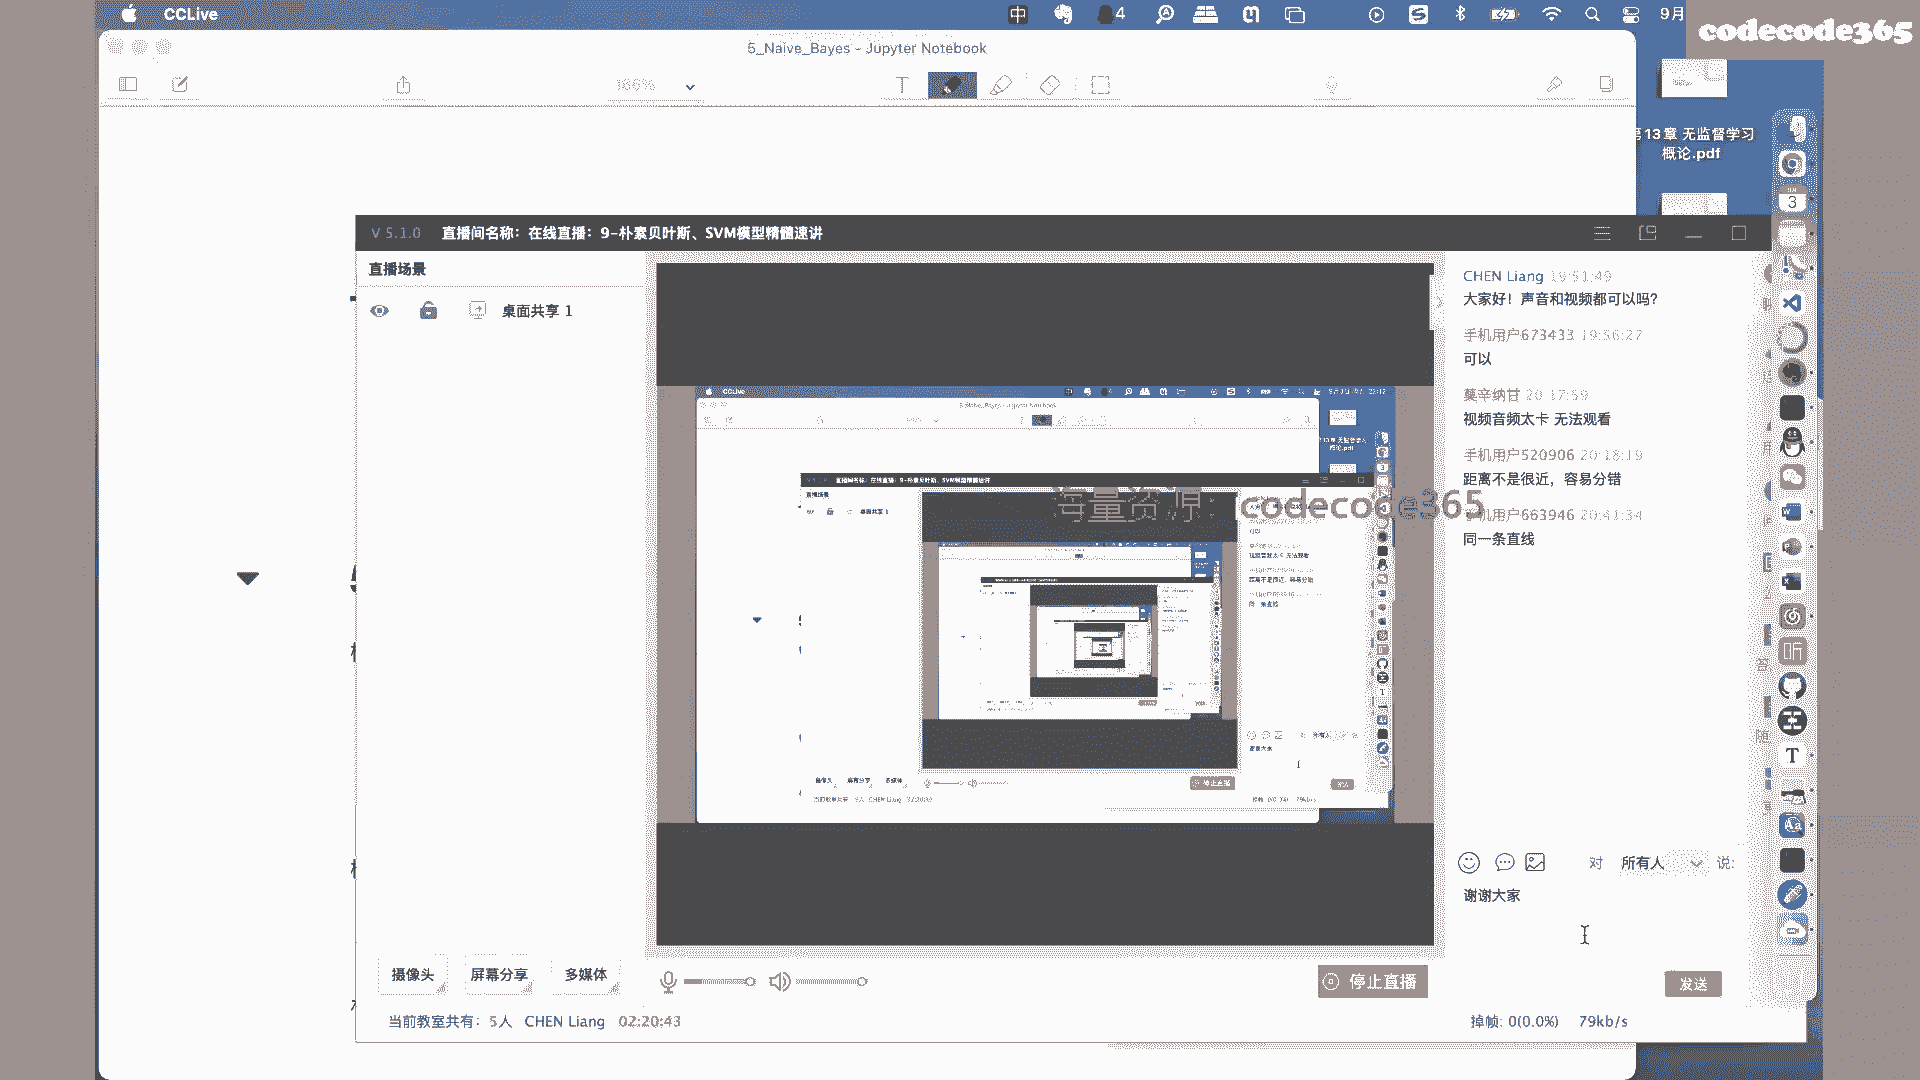 CCLive
中
4
9月
codecode365
5_Naive_Bayes - Jupyter Notebook
186%
13章 无监督学习
概论.pdf
3
V 5.1.0 直播间名称：在线直播：9-朴素贝叶斯、SVM模型精髓速讲
直播场景
桌面共享 1
CHEN Liang 19:51:49
大家好！声音和视频都可以吗？
手机用户673433 19:56:27
可以
莫辛纳甘 20:17:59
视频音频太卡 无法观看
手机用户520906 20:18:19
距离不是很近，容易分错
海量资源：codecode365
手机用户663946 20:41:34
同一条直线
对 所有人 说:
谢谢大家
摄像头 屏幕分享 多媒体
停止直播
发送
当前教室共有：5人 CHEN Liang 02:20:43
掉帧: 0(0.0%) 79kb/s